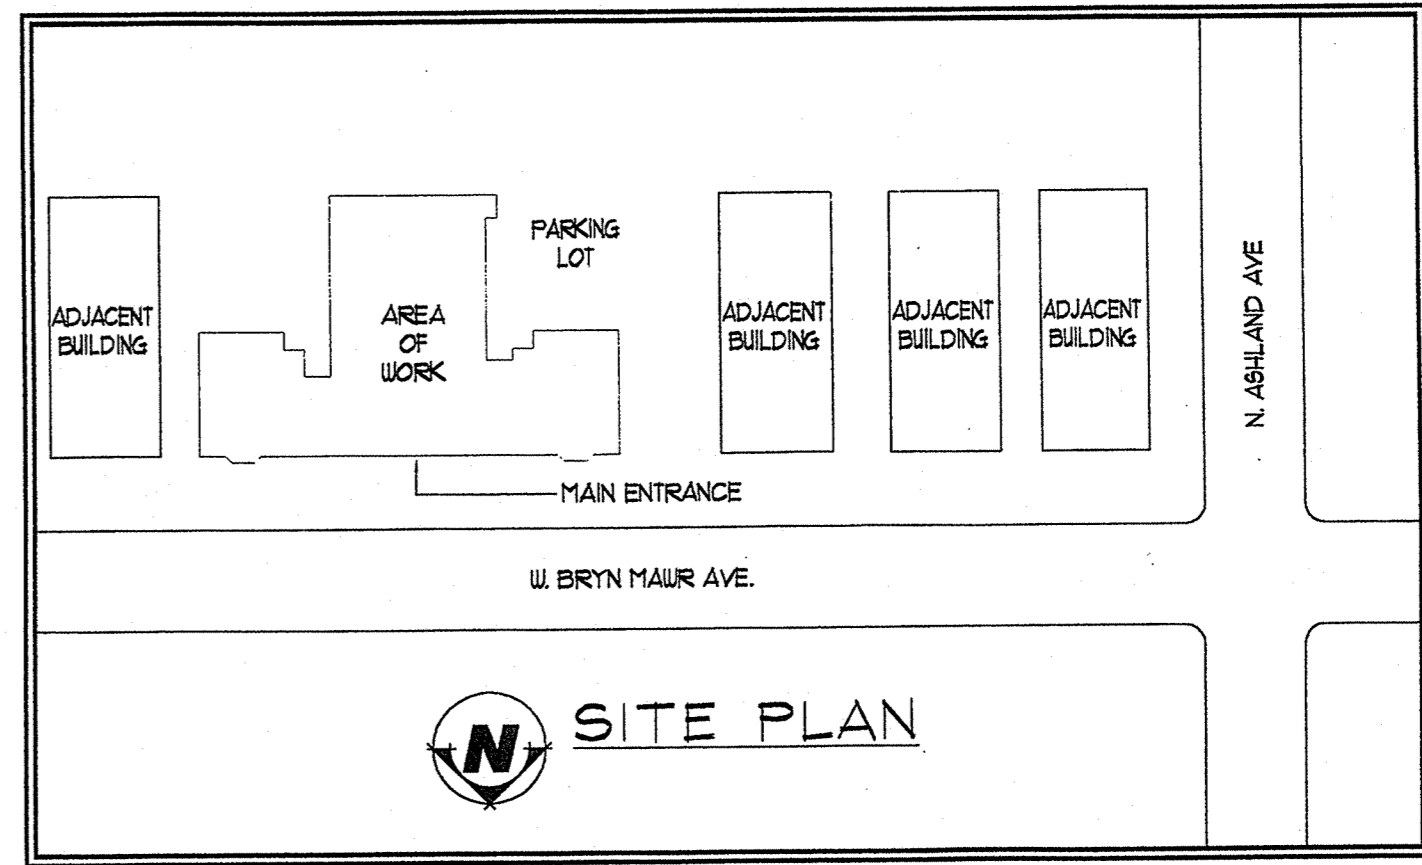 PARKING
LOT
ADJACENT
BUILDING
AREA
OF
WORK
ADJACENT
BUILDING
ADJACENT
BUILDING
ADJACENT
BUILDING
N. ASHLAND AVE
MAIN ENTRANCE
W. BRYN MAWR AVE.
N
SITE PLAN